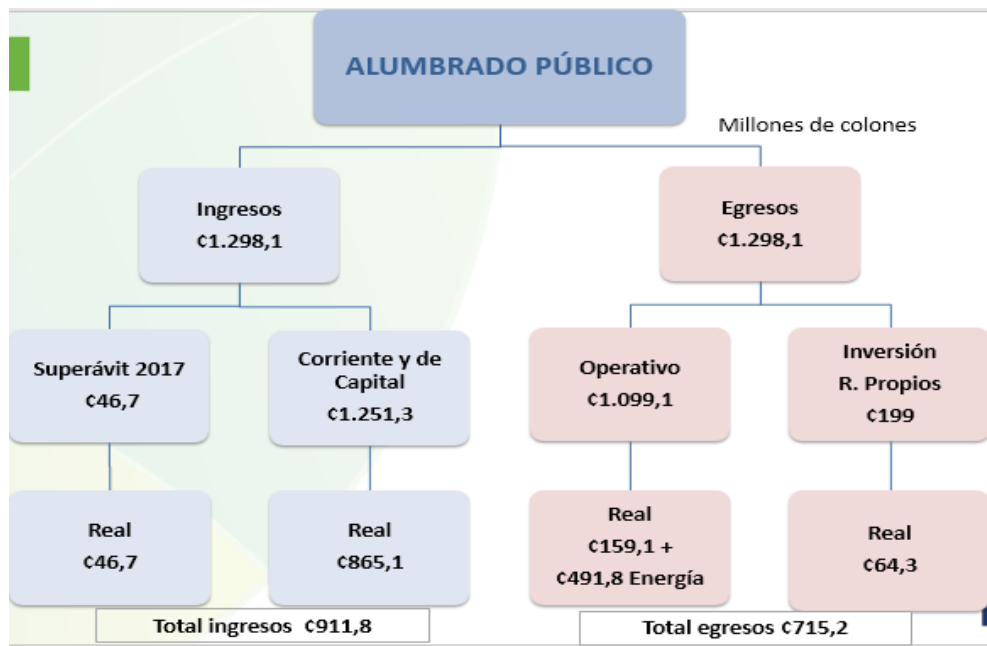 ALUMBRADO PÚBLICO
Millones de colones
Ingresos
¢1.298,1
Egresos
¢1.298,1
Superávit 2017
¢46,7
Corriente y de
Capital
¢1.251,3
Operativo
¢1.099,1
Inversión
R. Propios
¢199
Real
¢46,7
Real
¢865,1
Real
¢159,1 +
¢491,8 Energía
Real
¢64,3
Total ingresos ¢911,8
Total egresos ¢715,2